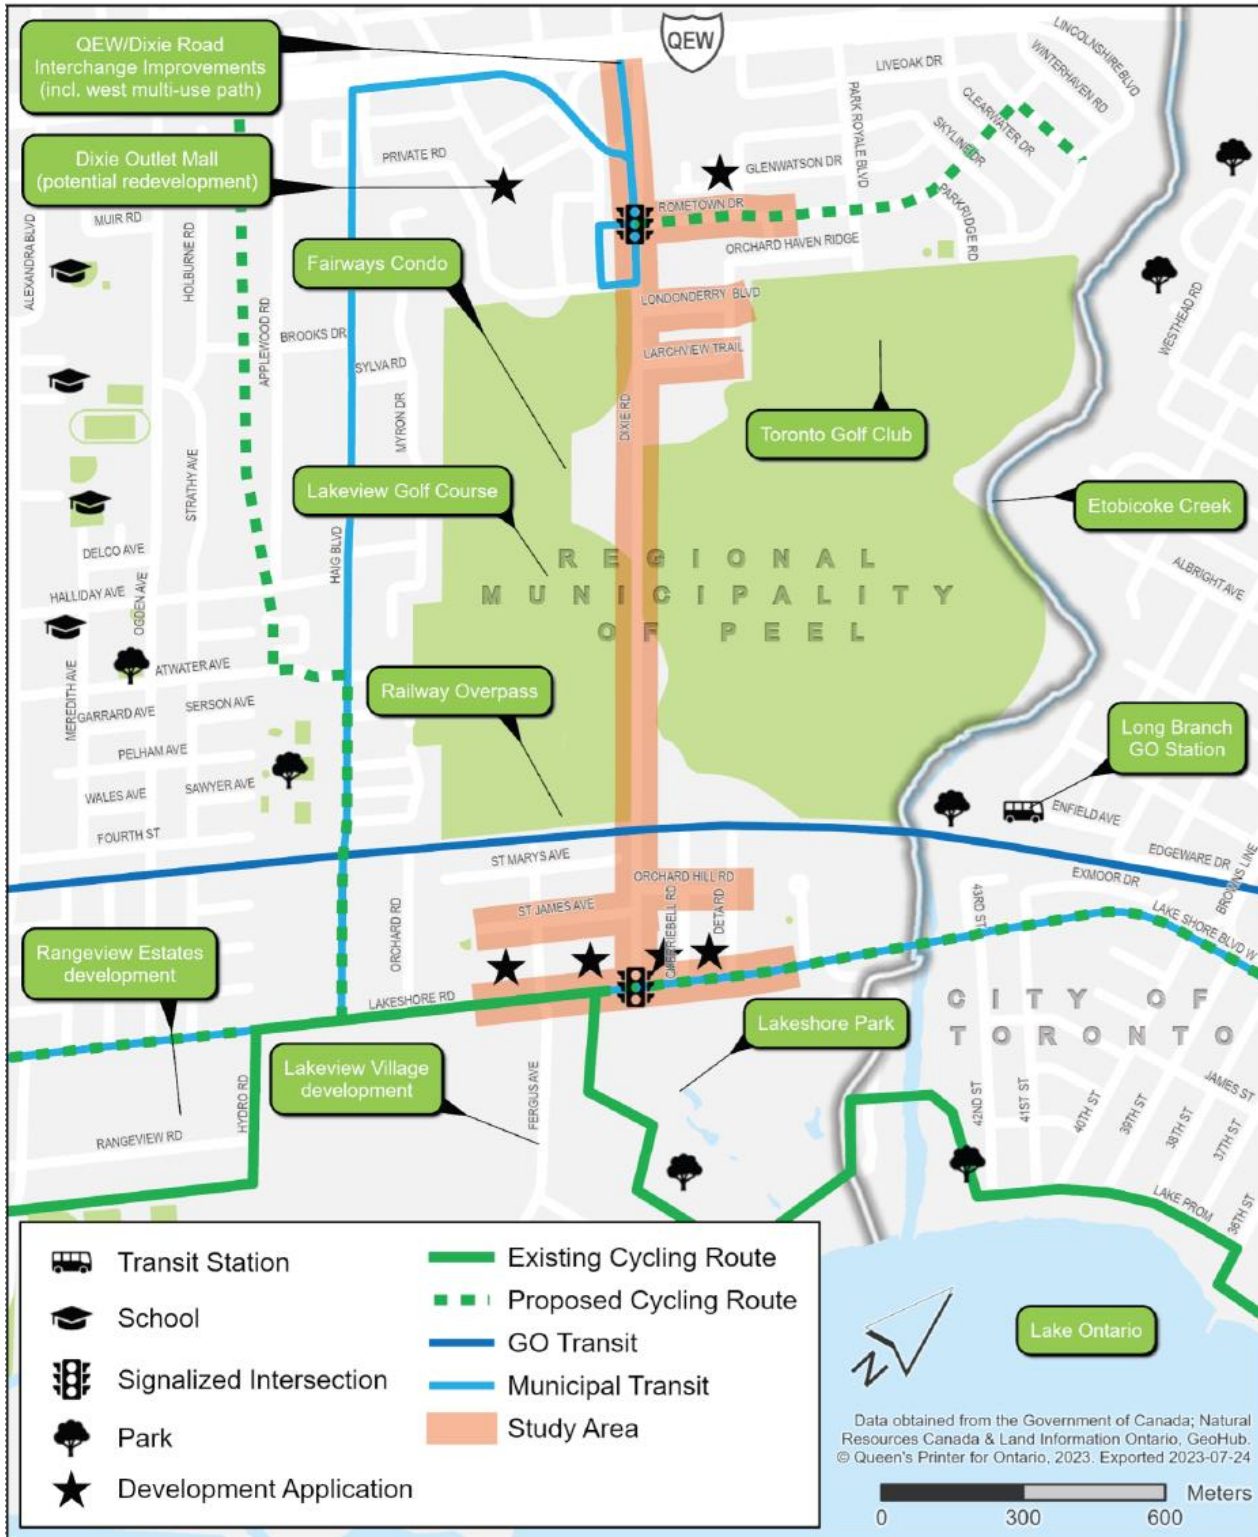 QEW/Dixie Road
Interchange Improvements
(incl. west multi-use path)
QEW
LINCOLNSHIRE BLVD
WINTERHAVEN RD
LIVEOAK DR
CLEARWATER DR
SKYLINE DR
PARK ROYALE BLVD
PARKRIDGE RD
Dixie Outlet Mall
(potential redevelopment)
PRIVATE RD
GLENWATSON DR
ROMETOWN DR
ORCHARD HAVEN RIDGE
MUIR RD
ALEXANDRA BLVD
HOLBURNE RD
APPLEWOOD RD
Fairways Condo
LONDONDERRY BLVD
LARCHVIEW TRAIL
WESTHEAD RD
BROOKS DR
SYLVA RD
MYRON DR
DIXIE RD
Toronto Golf Club
STRATHY AVE
Lakeview Golf Course
Etobicoke Creek
HAIG BLVD
DELCO AVE
HALLIDAY AVE
OGDEN AVE
REGIONAL
MUNICIPALITY
OF PEEL
ALBRIGHT AVE
MEREDITH AVE
ATWATER AVE
GARRARD AVE
SERSON AVE
PELHAM AVE
WALES AVE
SAWYER AVE
FOURTH ST
Railway Overpass
Long Branch
GO Station
ENFIELD AVE
EDGEWARE DR
EXMOOR DR
BROWNS LINE
LAKE SHORE BLVD W
43RD ST
ST MARYS AVE
ORCHARD HILL RD
ST JAMES AVE
CHERRIEBELL RD
DETA RD
ORCHARD RD
Rangeview Estates
development
LAKESHORE RD
CITY OF
TORONTO
Lakeshore Park
Lakeview Village
development
FERGUS AVE
HYDRO RD
RANGEVIEW RD
42ND ST
41ST ST
40TH ST
39TH ST
38TH ST
37TH ST
36TH ST
JAMES ST
LAKE PROM
Transit Station
School
Signalized Intersection
Park
Development Application
Existing Cycling Route
Proposed Cycling Route
GO Transit
Municipal Transit
Study Area
N
Lake Ontario
Data obtained from the Government of Canada; Natural
Resources Canada & Land Information Ontario, GeoHub.
© Queen's Printer for Ontario, 2023. Exported 2023-07-24
Meters
0 300 600